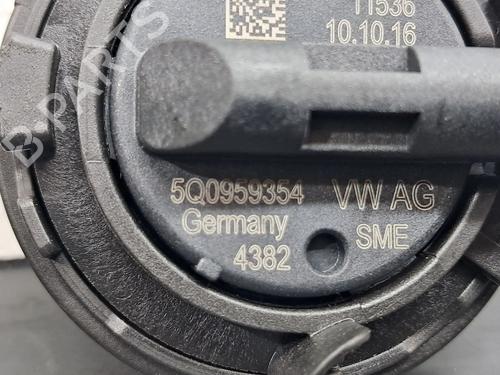 11536
10.10.16
5Q0959354 VW AG
Germany SME
4382
B-PARTS